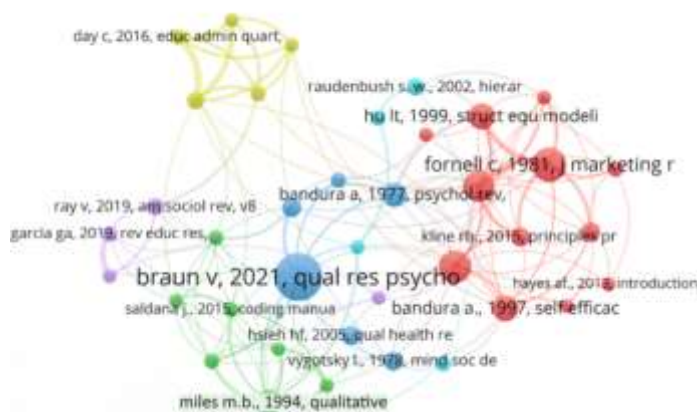 day c, 2016, educ admin quart,
raudenbush s. w., 2002, hierar
hu lt, 1999, struct equ modeli
fornell c, 1981, j marketing r
bandura a, 1977, psychol rev,
ray v, 2019, am sociol rev, v8
garcia ga, 2019, rev educ res,
kline rb., 2015, principles pr
braun v, 2021, qual res psycho
hayes af., 2013, introduction
saldana j., 2015, coding manua
bandura a., 1997, self efficac
hsieh hf, 2005, qual health re
vygotsky l., 1978, mind soc de
miles m.b., 1994, qualitative